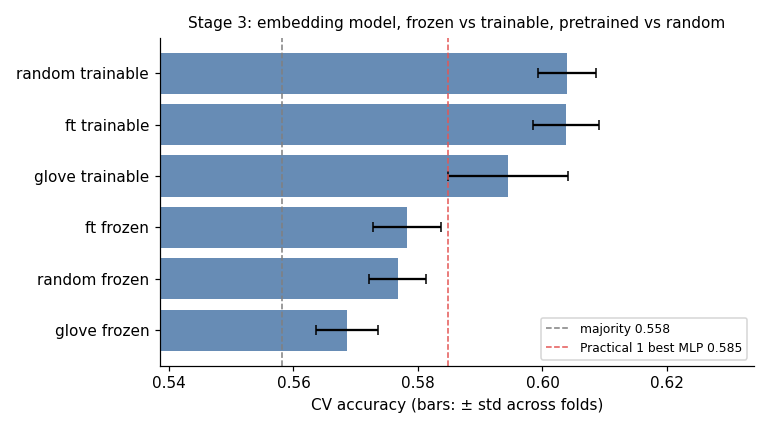 Stage 3: embedding model, frozen vs trainable, pretrained vs random
random trainable
ft trainable
glove trainable
ft frozen
random frozen
glove frozen
majority 0.558
Practical 1 best MLP 0.585
0.54 0.56 0.58 0.60 0.62
CV accuracy (bars: ± std across folds)